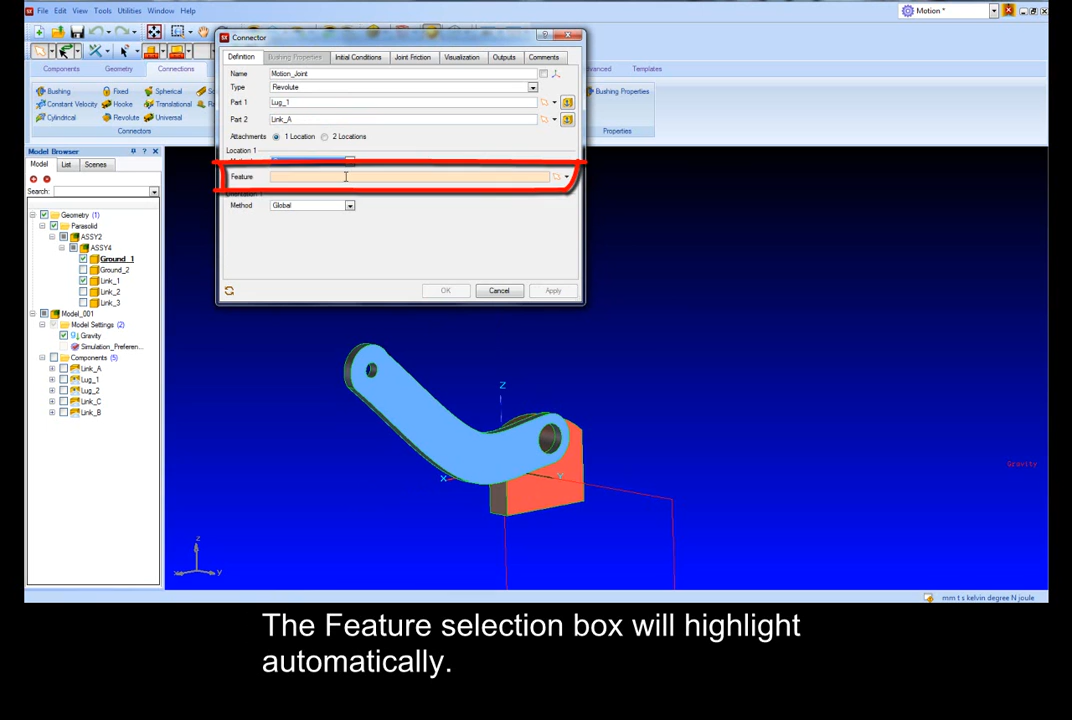 File Edit View Tools Utilities Window Help
Motion *
Components Geometry Connections
Advanced Templates
Bushing Fixed Spherical
Constant Velocity Hooke Translational
Cylindrical Revolute Universal
Connectors
Bushing Properties
Properties
Model Browser
Model List Scenes
Search:
Geometry (1)
Parasolid
ASSY2
ASSY4
Ground_1
Ground_2
Link_1
Link_2
Link_3
Model_001
Model Settings (2)
Gravity
Simulation_Preferen...
Components (5)
Link_A
Lug_1
Lug_2
Link_C
Link_B
Connector
Definition Bushing Properties Initial Conditions Joint Friction Visualization Outputs Comments
Name Motion_Joint
Type Revolute
Part 1 Lug_1
Part 2 Link_A
Attachments 1 Location 2 Locations
Location 1
Feature
Method Global
OK Cancel Apply
Z
X Y
Gravity
z
x y
mm t s kelvin degree N joule
The Feature selection box will highlight
automatically.